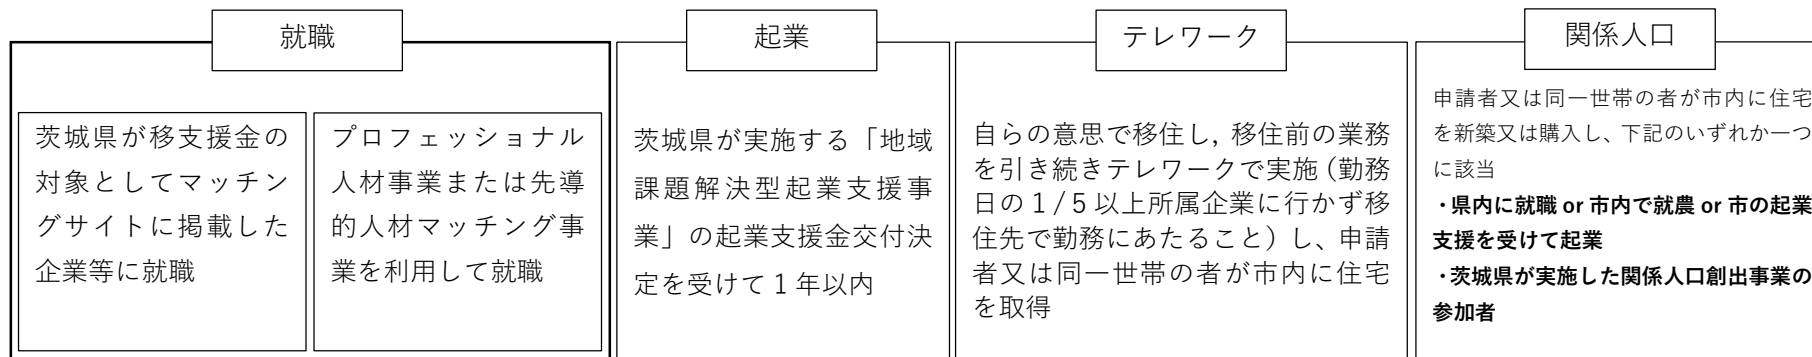 就職
茨城県が移支援金の
対象としてマッチン
グサイトに掲載した
企業等に就職
プロフェッショナル
人材事業または先導
的人材マッチング事
業を利用して就職
起業
茨城県が実施する「地域
課題解決型起業支援事
業」の起業支援金交付決
定を受けて1年以内
テレワーク
自らの意思で移住し,移住前の業務
を引き続きテレワークで実施(勤務
日の1/5以上所属企業に行かず移
住先で勤務にあたること)し、申請
者又は同一世帯の者が市内に住宅
を取得
関係人口
申請者又は同一世帯の者が市内に住宅
を新築又は購入し、下記のいずれか一つ
に該当
・県内に就職 or 市内で就農 or 市の起業
支援を受けて起業
・茨城県が実施した関係人口創出事業の
参加者